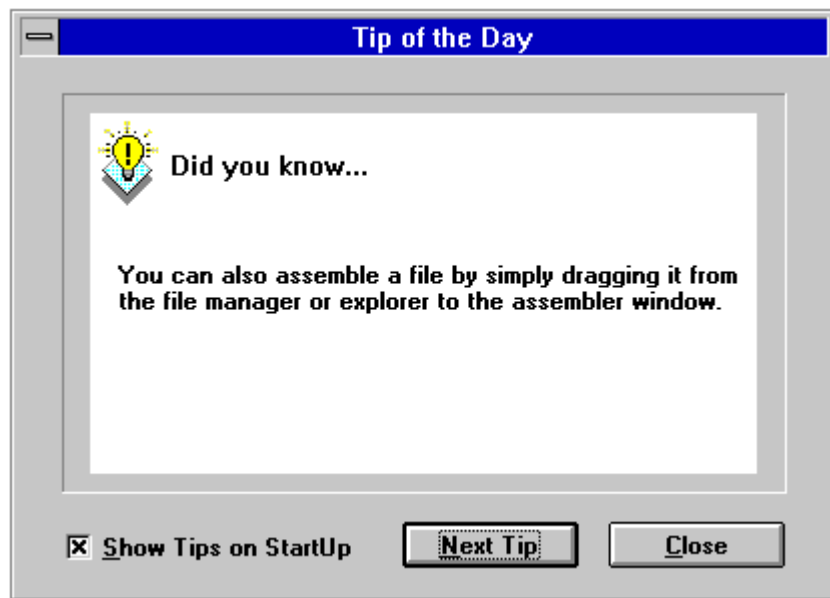 Tip of the Day
Did you know...
You can also assemble a file by simply dragging it from
the file manager or explorer to the assembler window.
Show Tips on StartUp
Next Tip
Close